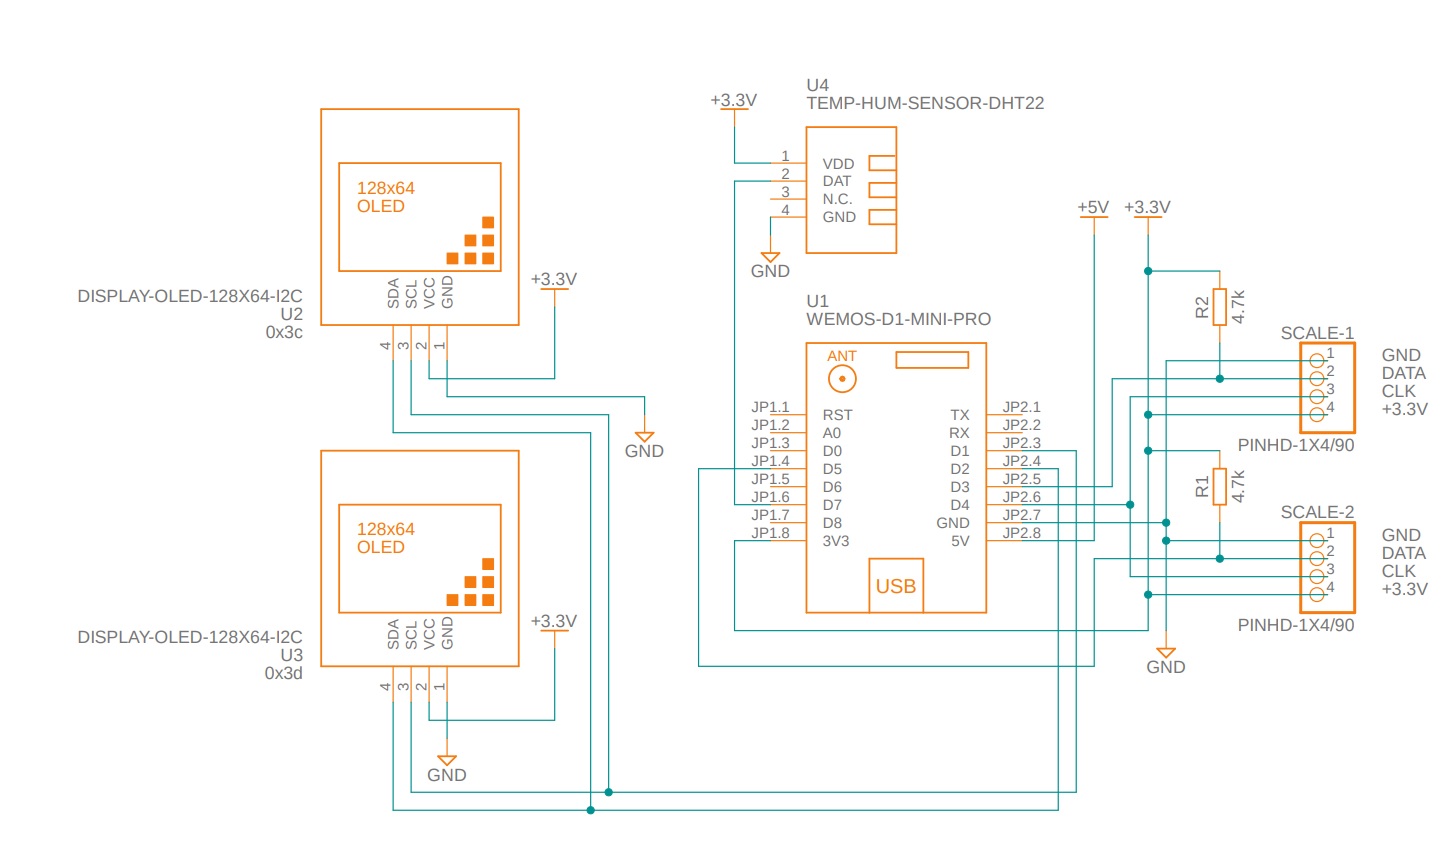 128x64
OLED
SDA
SCL
VCC
GND
4
3
2
1
+3.3V
GND
DISPLAY-OLED-128X64-I2C
U2
0x3c
128x64
OLED
SDA
SCL
VCC
GND
4
3
2
1
+3.3V
GND
DISPLAY-OLED-128X64-I2C
U3
0x3d
U4
TEMP-HUM-SENSOR-DHT22
+3.3V
1 VDD
2 DAT
3 N.C.
4 GND
GND
U1
WEMOS-D1-MINI-PRO
ANT
JP1.1 RST TX JP2.1
JP1.2 A0 RX JP2.2
JP1.3 D0 D1 JP2.3
JP1.4 D5 D2 JP2.4
JP1.5 D6 D3 JP2.5
JP1.6 D7 D4 JP2.6
JP1.7 D8 GND JP2.7
JP1.8 3V3 5V JP2.8
USB
+5V +3.3V
R2
4.7k
SCALE-1
1 GND
2 DATA
3 CLK
4 +3.3V
PINHD-1X4/90
R1
4.7k
SCALE-2
1 GND
2 DATA
3 CLK
4 +3.3V
PINHD-1X4/90
GND